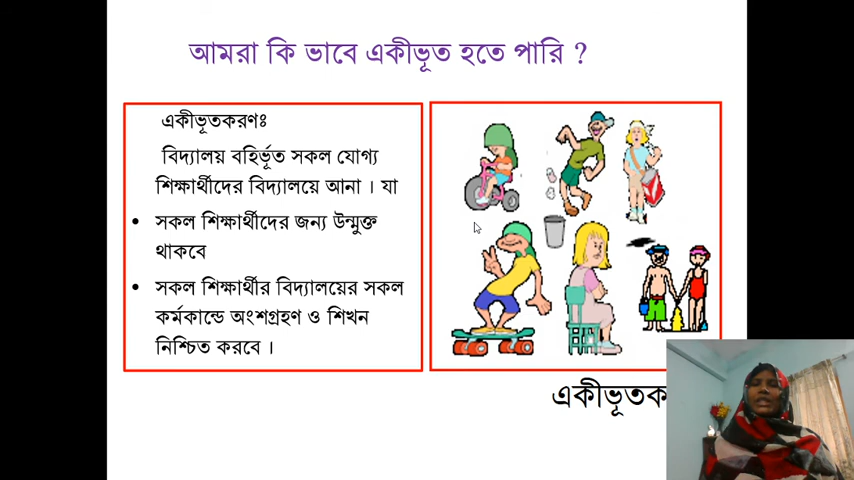 আমরা কি ভাবে একীভূত হতে পারি ?
একীভূতকরণঃ
বিদ্যালয় বহির্ভূত সকল যোগ্য
শিক্ষার্থীদের বিদ্যালয়ে আনা । যা
• সকল শিক্ষার্থীদের জন্য উন্মুক্ত
থাকবে
• সকল শিক্ষার্থীর বিদ্যালয়ের সকল
কর্মকান্ডে অংশগ্রহণ ও শিখন
নিশ্চিত করবে ।
একীভূতক